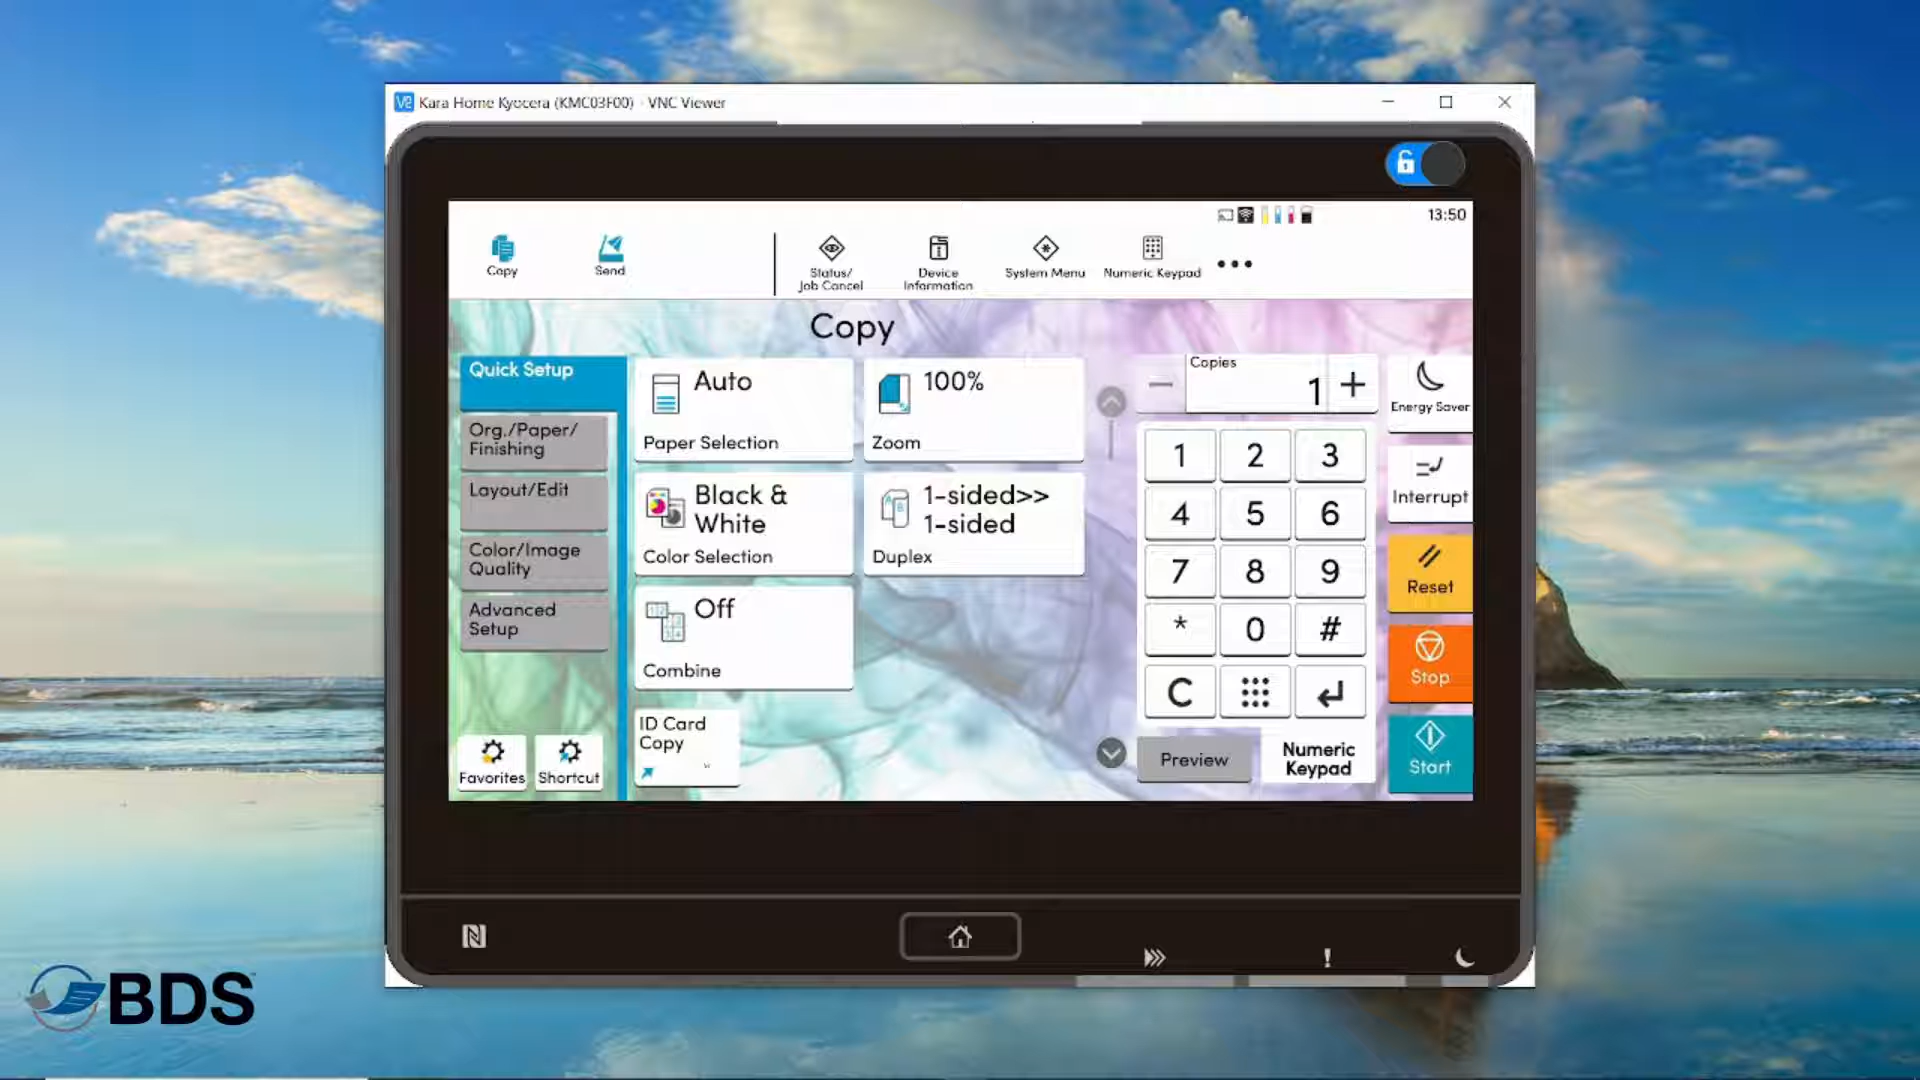 Kara Home Kyocera (KMC03F00) - VNC Viewer
13:50
Copy
Send
Status/
Job Cancel
Device
Information
System Menu
Numeric Keypad
Copy
Quick Setup
Org./Paper/
Finishing
Layout/Edit
Color/Image
Quality
Advanced
Setup
Favorites
Shortcut
Auto
Paper Selection
100%
Zoom
Black &
White
Color Selection
1-sided>>
1-sided
Duplex
Off
Combine
ID Card
Copy
Copies
1
1 2 3
4 5 6
7 8 9
* 0 #
C
Preview
Numeric
Keypad
Energy Saver
Interrupt
Reset
Stop
Start
BDS